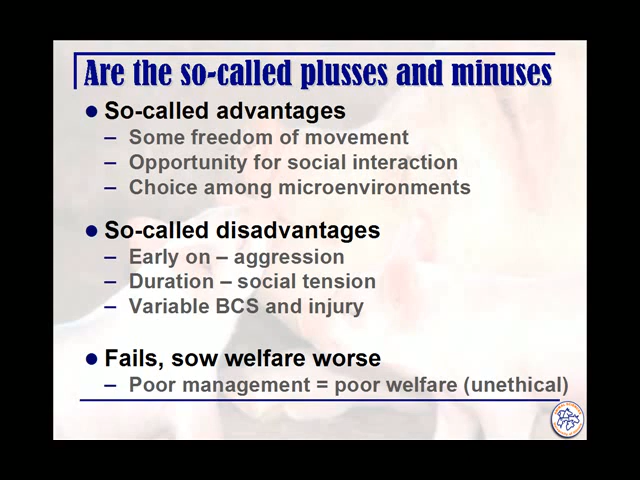 Are the so-called plusses and minuses
● So-called advantages
– Some freedom of movement
– Opportunity for social interaction
– Choice among microenvironments
● So-called disadvantages
– Early on – aggression
– Duration – social tension
– Variable BCS and injury
● Fails, sow welfare worse
– Poor management = poor welfare (unethical)